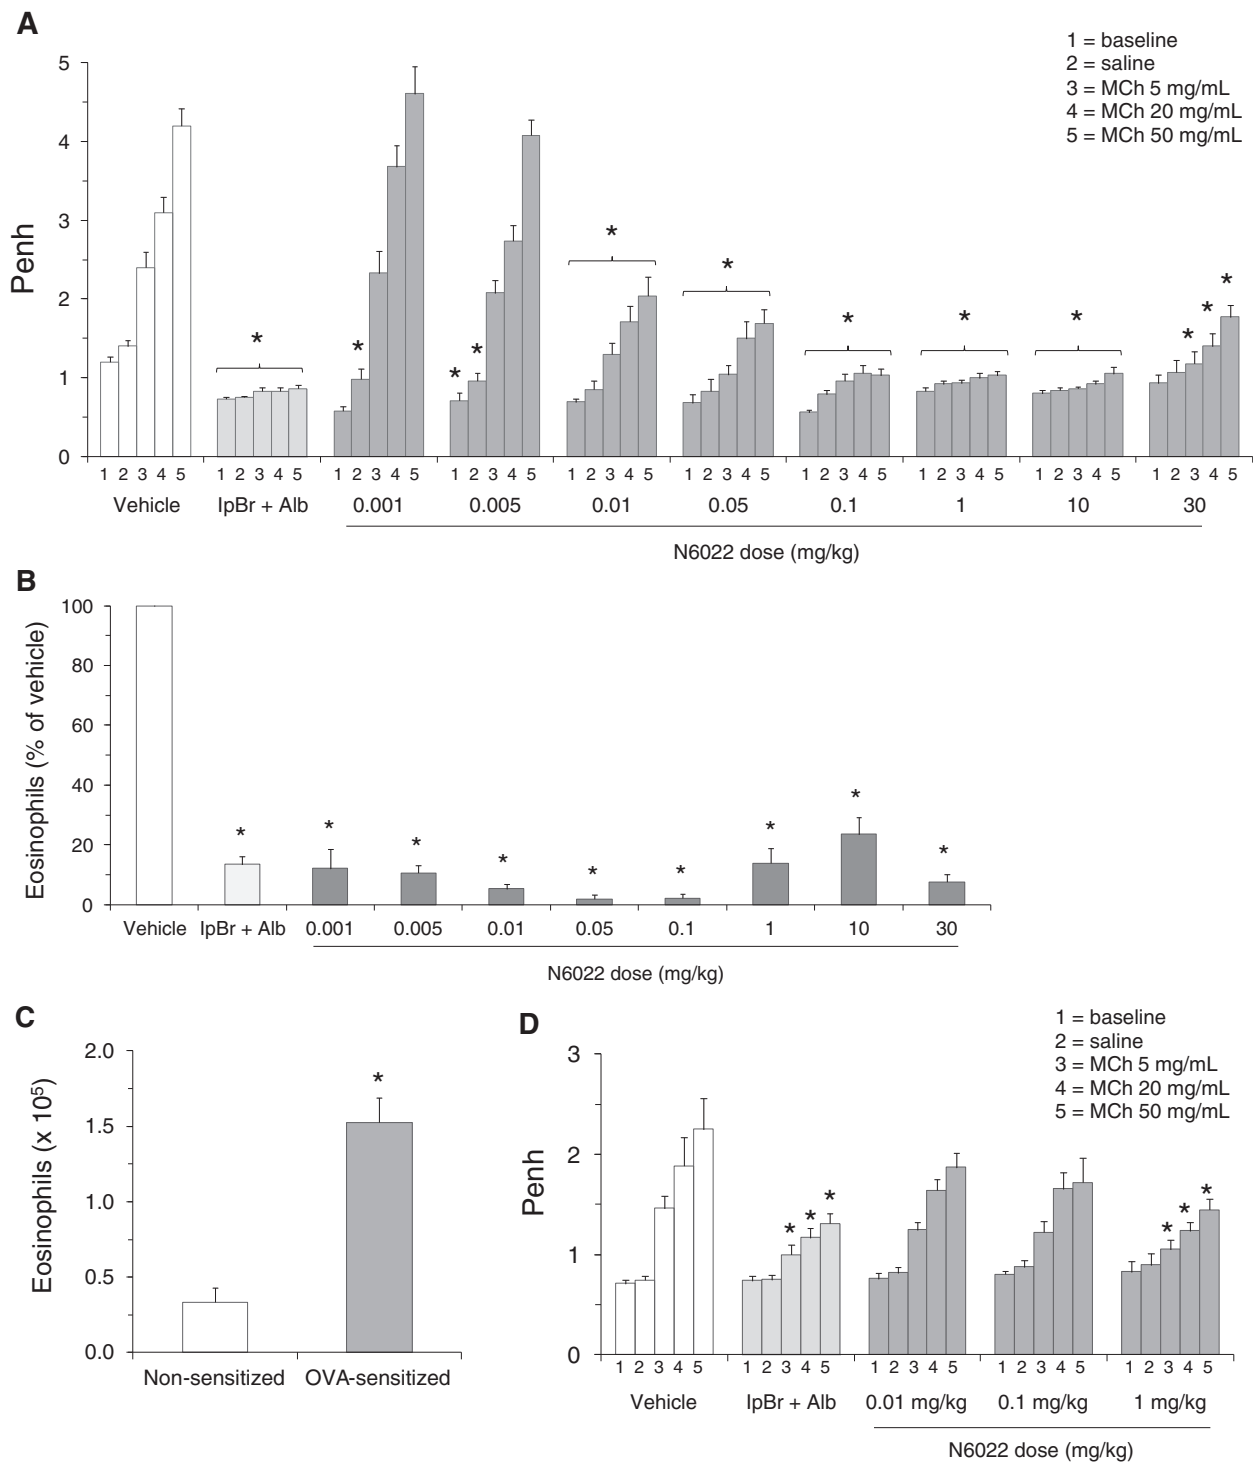 A
1 = baseline
2 = saline
3 = MCh 5 mg/mL
4 = MCh 20 mg/mL
5 = MCh 50 mg/mL
Penh
5
4
3
2
1
0
* * * * * * * * * * * *
1 2 3 4 5 1 2 3 4 5 1 2 3 4 5 1 2 3 4 5 1 2 3 4 5 1 2 3 4 5 1 2 3 4 5 1 2 3 4 5 1 2 3 4 5 1 2 3 4 5
Vehicle IpBr + Alb 0.001 0.005 0.01 0.05 0.1 1 10 30
N6022 dose (mg/kg)
B
Eosinophils (% of vehicle)
100
80
60
40
20
0
* * * * * * * * *
Vehicle IpBr + Alb 0.001 0.005 0.01 0.05 0.1 1 10 30
N6022 dose (mg/kg)
C
Eosinophils (x 10⁵)
2.0
1.5
1.0
0.5
0.0
*
Non-sensitized OVA-sensitized
D
1 = baseline
2 = saline
3 = MCh 5 mg/mL
4 = MCh 20 mg/mL
5 = MCh 50 mg/mL
Penh
3
2
1
0
* * * * * *
1 2 3 4 5 1 2 3 4 5 1 2 3 4 5 1 2 3 4 5 1 2 3 4 5
Vehicle IpBr + Alb 0.01 mg/kg 0.1 mg/kg 1 mg/kg
N6022 dose (mg/kg)